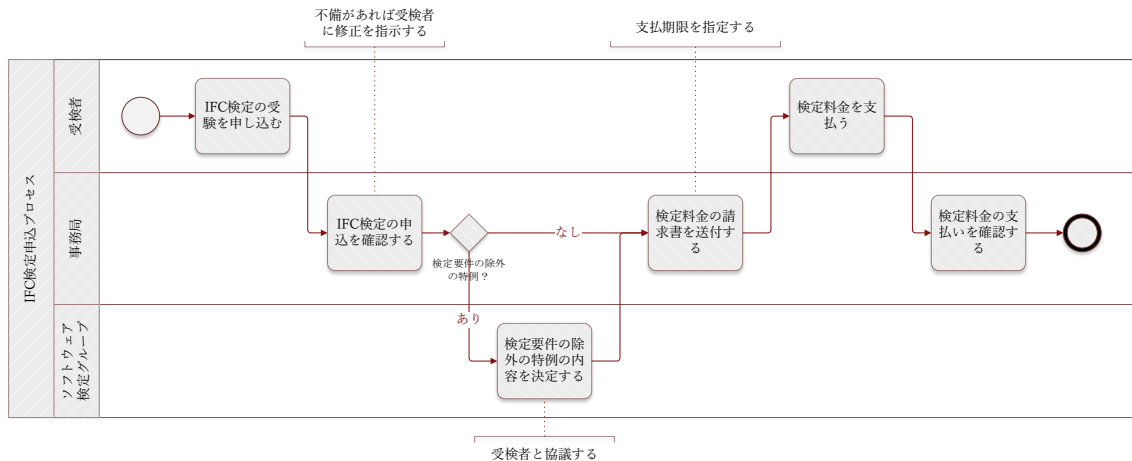 不備があれば受検者
に修正を指示する
支払期限を指定する
IFC検定申込プロセス
受検者
IFC検定の受
験を申し込む
検定料金を支
払う
事務局
IFC検定の申
込を確認する
検定要件の除外
の特例？
なし
あり
検定料金の請
求書を送付す
る
検定料金の支
払いを確認す
る
ソフトウェア
検定グループ
検定要件の除
外の特例の内
容を決定する
受検者と協議する